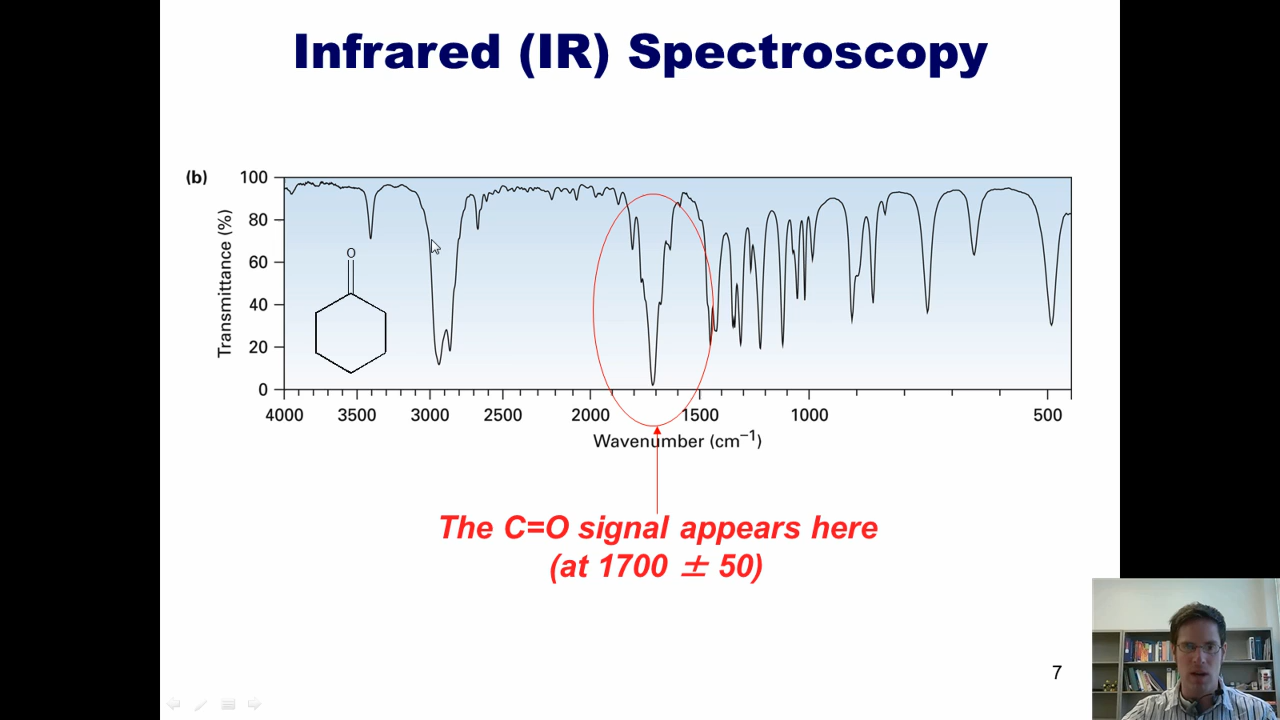 Infrared (IR) Spectroscopy
(b)
Transmittance (%)
100
80
60
40
20
0
O
4000 3500 3000 2500 2000 1500 1000 500
Wavenumber (cm⁻¹)
The C=O signal appears here
(at 1700 ± 50)
7